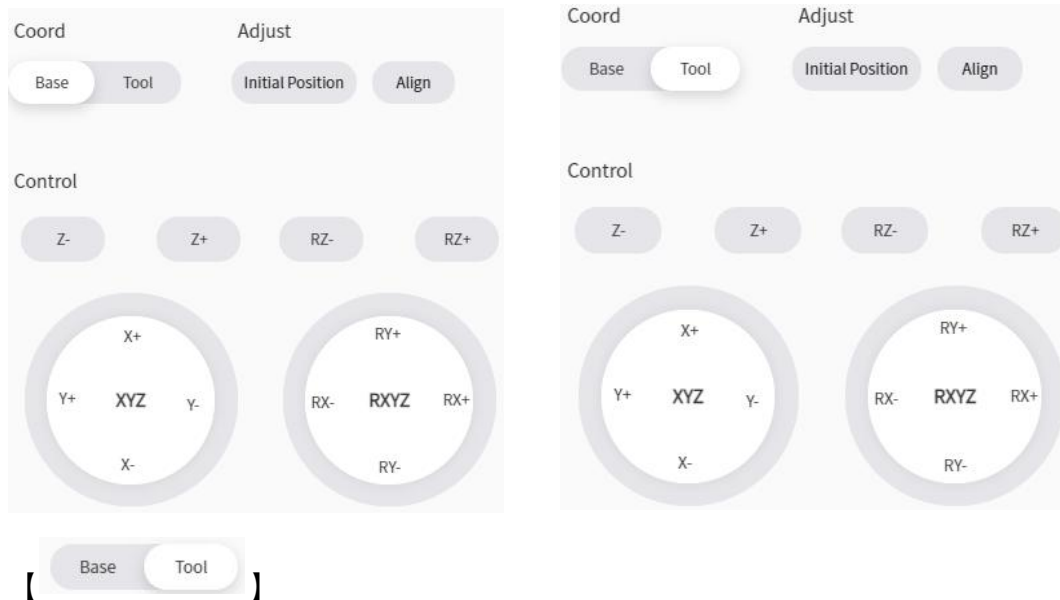 Coord Adjust
Base Tool Initial Position Align
Control
Z- Z+ RZ- RZ+
X+ RY+
Y+ XYZ Y- RX- RXYZ RX+
X- RY-
Coord Adjust
Base Tool Initial Position Align
Control
Z- Z+ RZ- RZ+
X+ RY+
Y+ XYZ Y- RX- RXYZ RX+
X- RY-
【 Base Tool 】